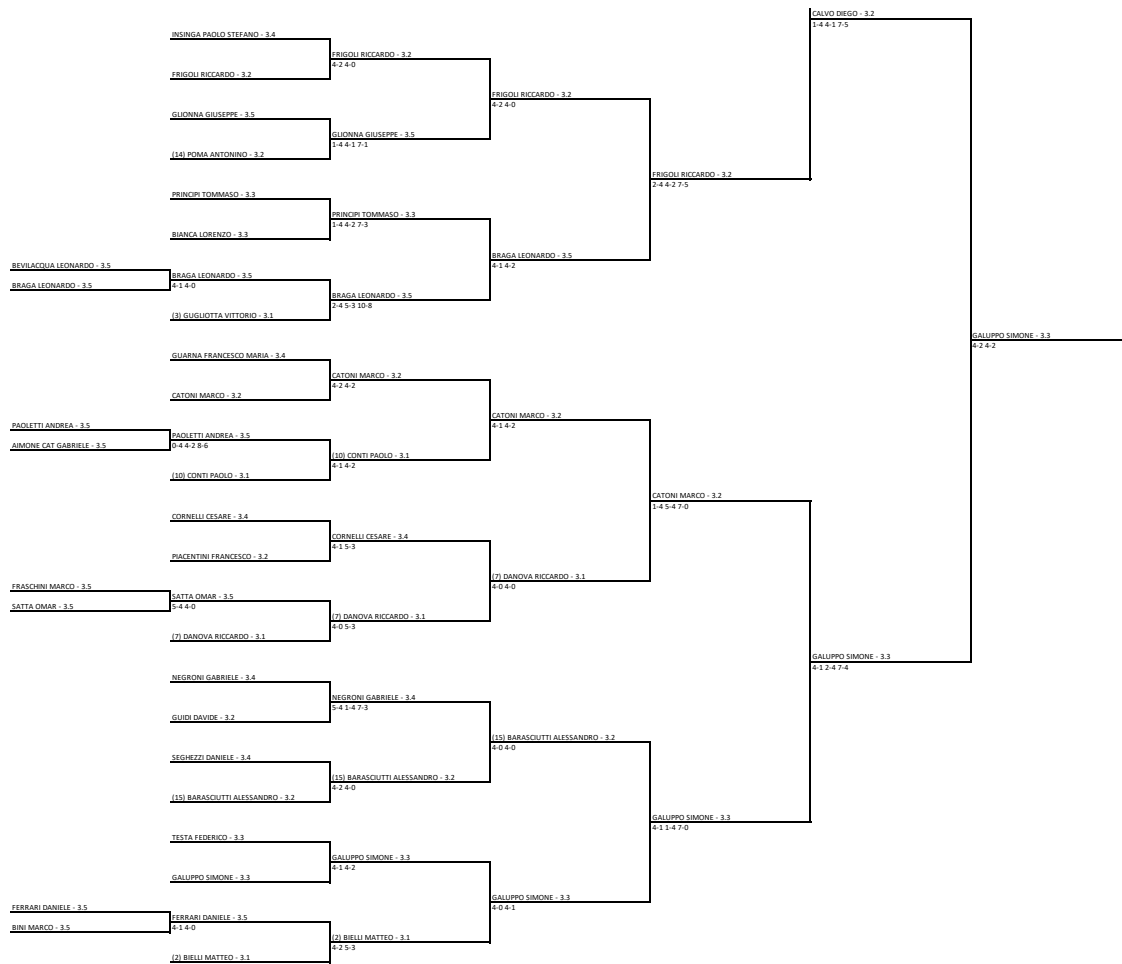 CALVO DIEGO - 3.2
1-4 4-1 7-5
INSINGA PAOLO STEFANO - 3.4
FRIGOLI RICCARDO - 3.2
4-2 4-0
FRIGOLI RICCARDO - 3.2
FRIGOLI RICCARDO - 3.2
4-2 4-0
GLIONNA GIUSEPPE - 3.5
GLIONNA GIUSEPPE - 3.5
1-4 4-1 7-1
(14) POMA ANTONINO - 3.2
FRIGOLI RICCARDO - 3.2
2-4 4-2 7-5
PRINCIPI TOMMASO - 3.3
PRINCIPI TOMMASO - 3.3
1-4 4-2 7-3
BIANCA LORENZO - 3.3
BRAGA LEONARDO - 3.5
4-1 4-2
BEVILACQUA LEONARDO - 3.5
BRAGA LEONARDO - 3.5
4-1 4-0
BRAGA LEONARDO - 3.5
BRAGA LEONARDO - 3.5
2-4 5-3 10-8
(3) GUGLIOTTA VITTORIO - 3.1
GALUPPO SIMONE - 3.3
4-2 4-2
GUARNA FRANCESCO MARIA - 3.4
CATONI MARCO - 3.2
4-2 4-2
CATONI MARCO - 3.2
CATONI MARCO - 3.2
4-1 4-2
PAOLETTI ANDREA - 3.5
PAOLETTI ANDREA - 3.5
0-4 4-2 8-6
AIMONE CAT GABRIELE - 3.5
(10) CONTI PAOLO - 3.1
4-1 4-2
(10) CONTI PAOLO - 3.1
CATONI MARCO - 3.2
1-4 5-4 7-0
CORNELLI CESARE - 3.4
CORNELLI CESARE - 3.4
4-1 5-3
PIACENTINI FRANCESCO - 3.2
(7) DANOVA RICCARDO - 3.1
4-0 4-0
FRASCHINI MARCO - 3.5
SATTA OMAR - 3.5
5-4 4-0
SATTA OMAR - 3.5
(7) DANOVA RICCARDO - 3.1
4-0 5-3
(7) DANOVA RICCARDO - 3.1
GALUPPO SIMONE - 3.3
4-1 2-4 7-4
NEGRONI GABRIELE - 3.4
NEGRONI GABRIELE - 3.4
5-4 1-4 7-3
GUIDI DAVIDE - 3.2
(15) BARASCIUTTI ALESSANDRO - 3.2
4-0 4-0
SEGHEZZI DANIELE - 3.4
(15) BARASCIUTTI ALESSANDRO - 3.2
4-2 4-0
(15) BARASCIUTTI ALESSANDRO - 3.2
GALUPPO SIMONE - 3.3
4-1 1-4 7-0
TESTA FEDERICO - 3.3
GALUPPO SIMONE - 3.3
4-1 4-2
GALUPPO SIMONE - 3.3
GALUPPO SIMONE - 3.3
4-0 4-1
FERRARI DANIELE - 3.5
FERRARI DANIELE - 3.5
4-1 4-0
BINI MARCO - 3.5
(2) BIELLI MATTEO - 3.1
4-2 5-3
(2) BIELLI MATTEO - 3.1